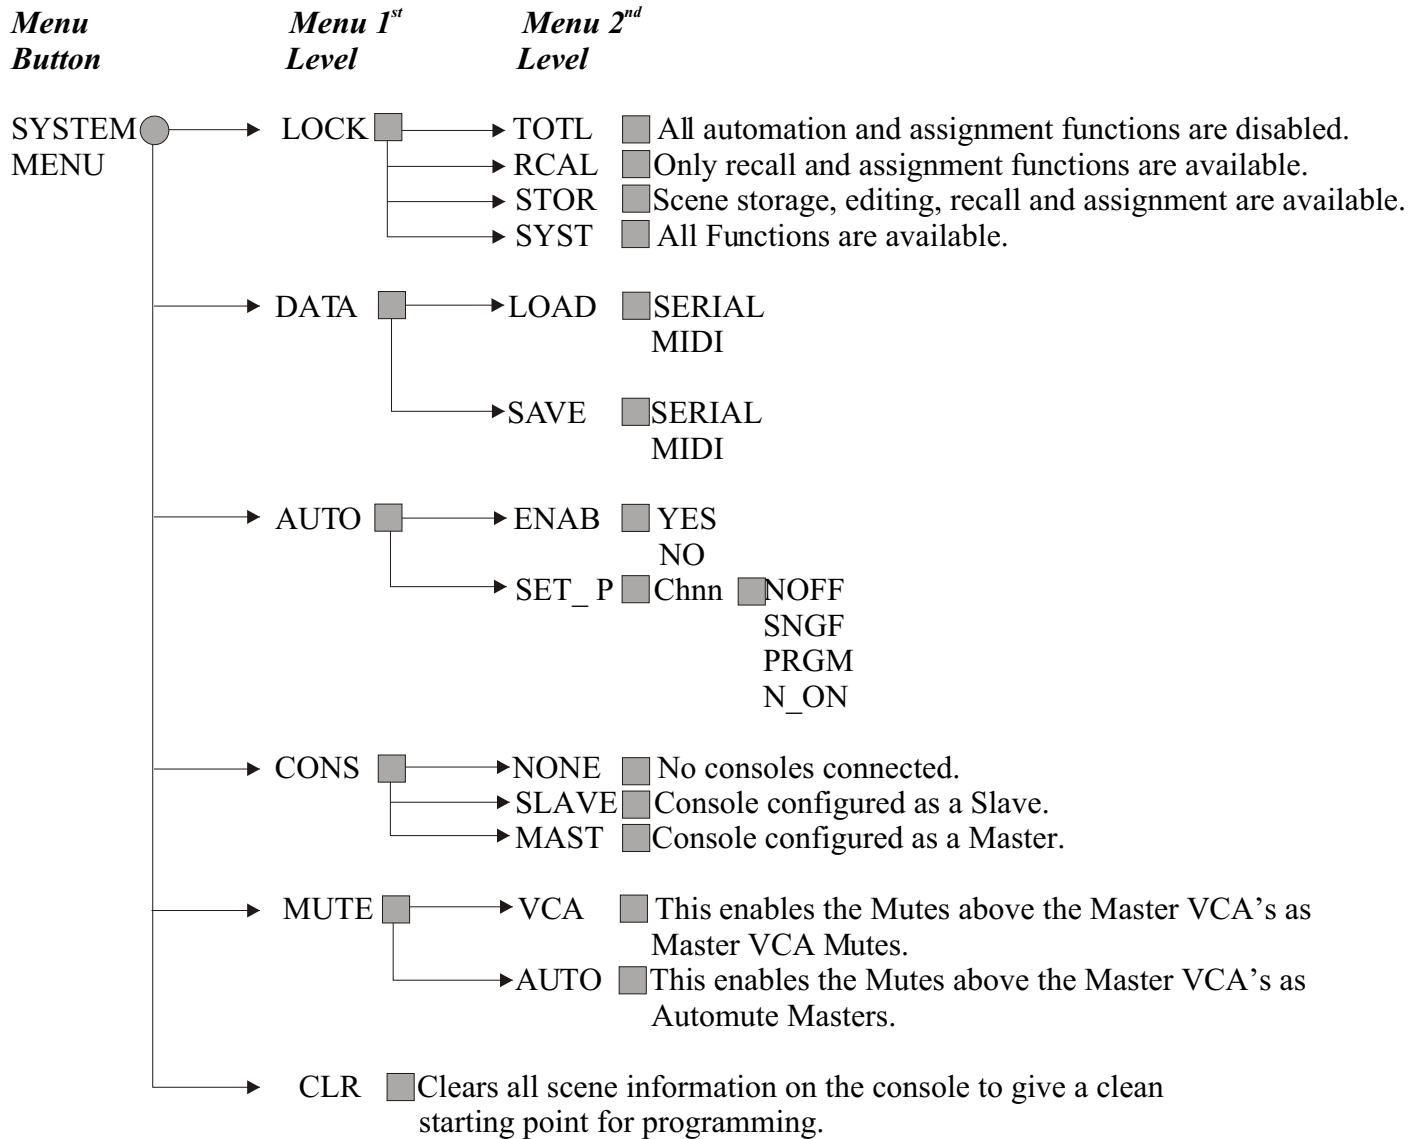 Menu Button
Menu 1st Level
Menu 2nd Level
SYSTEM MENU
LOCK
TOTL All automation and assignment functions are disabled.
RCAL Only recall and assignment functions are available.
STOR Scene storage, editing, recall and assignment are available.
SYST All Functions are available.
DATA
LOAD SERIAL
MIDI
SAVE SERIAL
MIDI
AUTO
ENAB YES
NO
SET_ P Chnn NOFF
SNGF
PRGM
N_ON
CONS
NONE No consoles connected.
SLAVE Console configured as a Slave.
MAST Console configured as a Master.
MUTE
VCA This enables the Mutes above the Master VCA's as
Master VCA Mutes.
AUTO This enables the Mutes above the Master VCA's as
Automute Masters.
CLR Clears all scene information on the console to give a clean
starting point for programming.